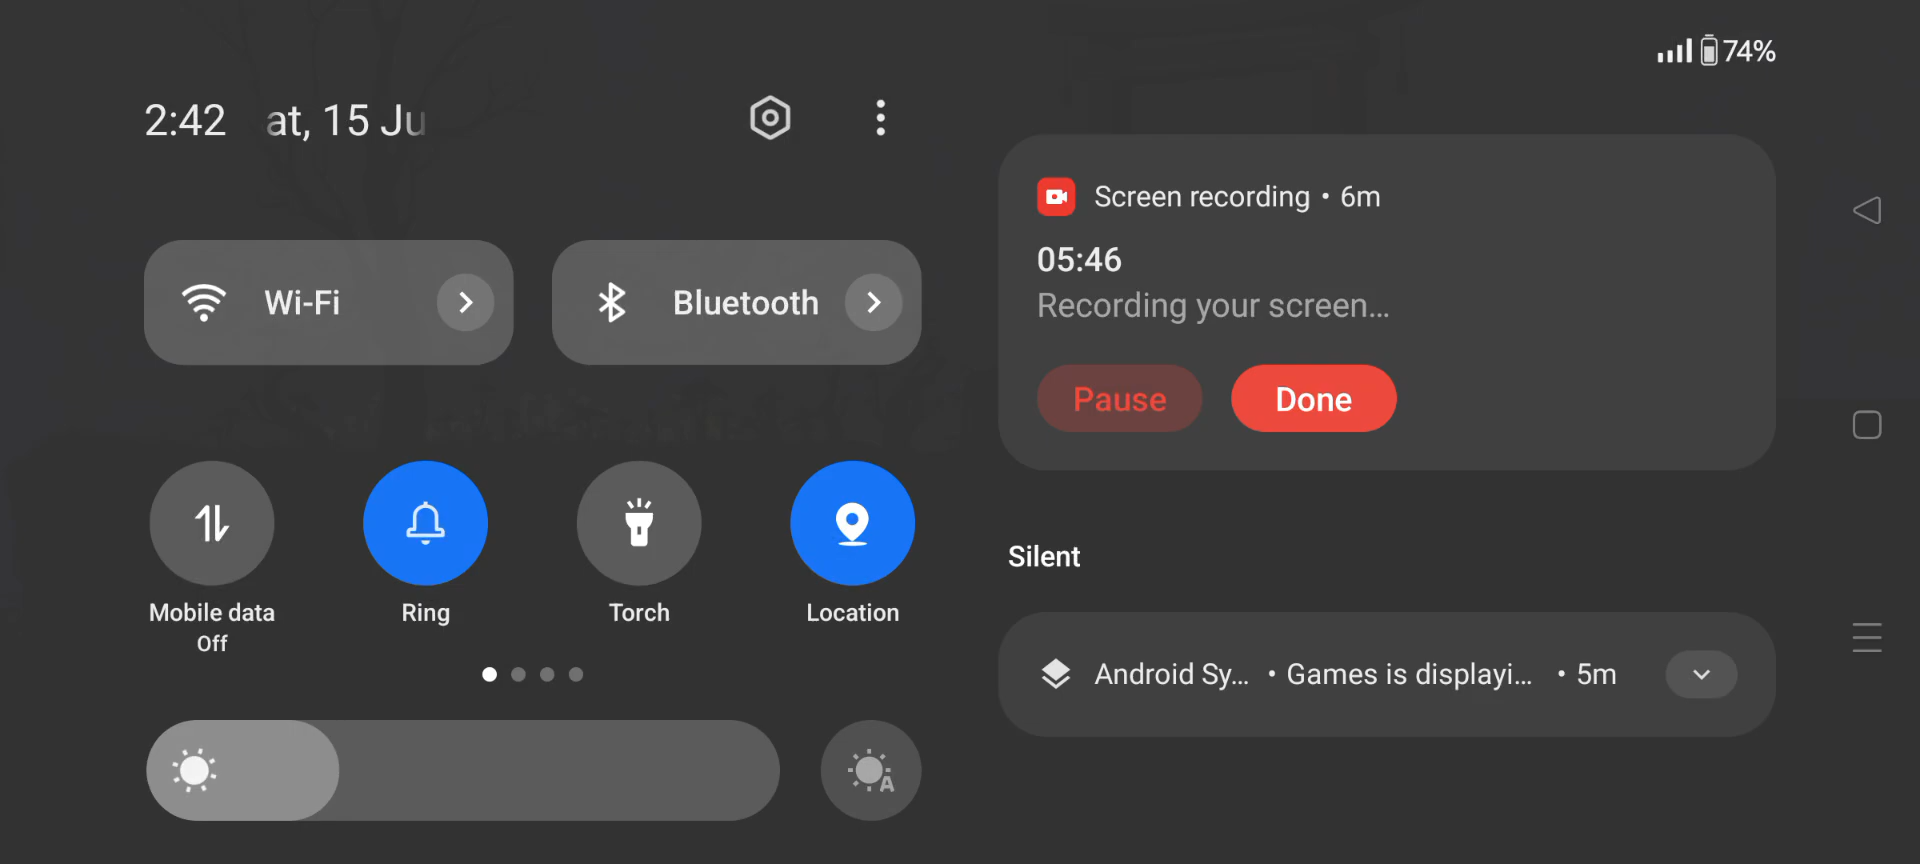 74%
2:42 at, 15 Ju
Wi-Fi
Bluetooth
Mobile data
Off
Ring
Torch
Location
A
Screen recording • 6m
05:46
Recording your screen...
Pause
Done
Silent
Android Sy... • Games is displayi... • 5m